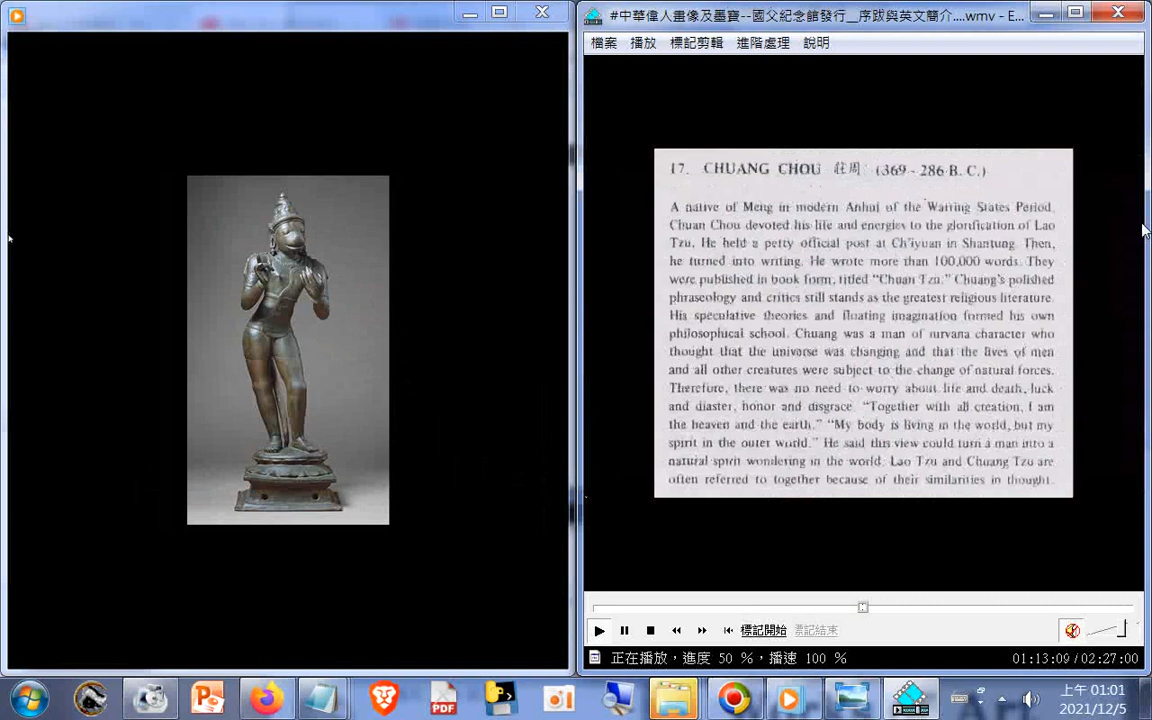 #中華偉人畫像及墨寶--國父紀念館發行__序跋與英文簡介....wmv - E...
檔案 播放 標記剪輯 進階處理 說明
17. CHUANG CHOU 莊周 (369 - 286 B. C.)
A native of Meng in modern Anhui of the Warring States Period,
Chuan Chou devoted his life and energies to the glorification of Lao
Tzu. He held a petty official post at Ch'iyuan in Shantung. Then,
he turned into writing. He wrote more than 100,000 words. They
were published in book form, titled "Chuan Tzu." Chuang's polished
phraseology and critics still stands as the greatest religious literature.
His speculative theories and floating imagination formed his own
philosophical school. Chuang was a man of nirvana character who
thought that the universe was changing and that the lives of men
and all other creatures were subject to the change of natural forces.
Therefore, there was no need to worry about life and death, luck
and diaster, honor and disgrace. "Together with all creation, I am
the heaven and the earth." "My body is living in the world, but my
spirit in the outer world." He said this view could turn a man into a
natural spirit wondering in the world. Lao Tzu and Chuang Tzu are
often referred to together because of their similarities in thought.
標記開始 標記結束
正在播放，進度 50 %，播速 100 %
01:13:09 / 02:27:00
PDF
上午 01:01
2021/12/5